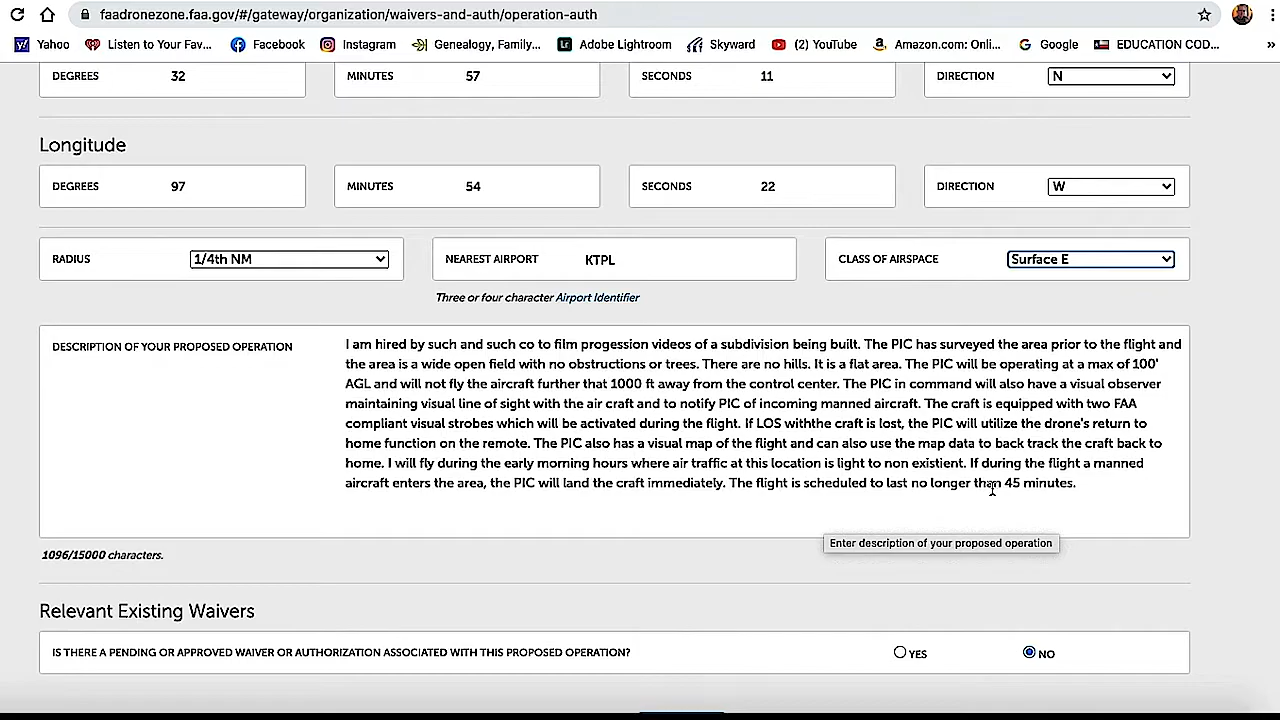 faadronezone.faa.gov/#/gateway/organization/waivers-and-auth/operation-auth
Yahoo Listen to Your Fav... Facebook Instagram Genealogy, Family,... Adobe Lightroom Skyward (2) YouTube Amazon.com: Onli... Google EDUCATION COD... »
DEGREES 32 MINUTES 57 SECONDS 11 DIRECTION N
Longitude
DEGREES 97 MINUTES 54 SECONDS 22 DIRECTION W
RADIUS 1/4th NM NEAREST AIRPORT KTPL CLASS OF AIRSPACE Surface E
Three or four character Airport Identifier
DESCRIPTION OF YOUR PROPOSED OPERATION
I am hired by such and such co to film progession videos of a subdivision being built. The PIC has surveyed the area prior to the flight and
the area is a wide open field with no obstructions or trees. There are no hills. It is a flat area. The PIC will be operating at a max of 100'
AGL and will not fly the aircraft further that 1000 ft away from the control center. The PIC in command will also have a visual observer
maintaining visual line of sight with the air craft and to notify PIC of incoming manned aircraft. The craft is equipped with two FAA
compliant visual strobes which will be activated during the flight. If LOS withthe craft is lost, the PIC will utilize the drone's return to
home function on the remote. The PIC also has a visual map of the flight and can also use the map data to back track the craft back to
home. I will fly during the early morning hours where air traffic at this location is light to non existient. If during the flight a manned
aircraft enters the area, the PIC will land the craft immediately. The flight is scheduled to last no longer than 45 minutes.
Enter description of your proposed operation
1096/15000 characters.
Relevant Existing Waivers
IS THERE A PENDING OR APPROVED WAIVER OR AUTHORIZATION ASSOCIATED WITH THIS PROPOSED OPERATION? YES NO